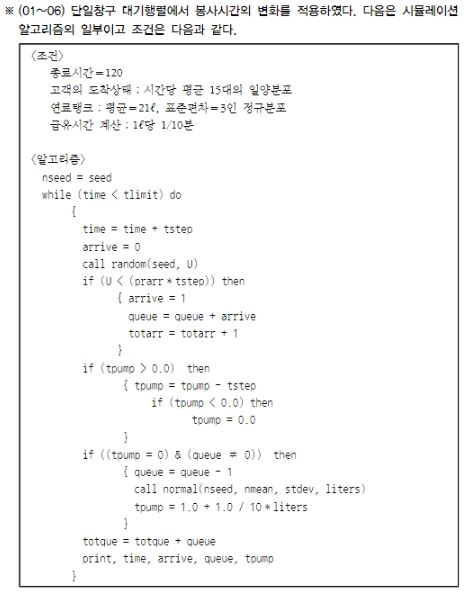 ※ (01~06) 단일창구 대기행렬에서 봉사시간의 변화를 적용하였다. 다음은 시뮬레이션
알고리즘의 일부이고 조건은 다음과 같다.
<조건>
종료시간=120
고객의 도착상태 : 시간당 평균 15대의 일양분포
연료탱크 : 평균=21ℓ, 표준편차=3인 정규분포
급유시간 계산 : 1ℓ당 1/10분
<알고리즘>
nseed = seed
while (time < tlimit) do
{
time = time + tstep
arrive = 0
call random(seed, U)
if (U < (prarr * tstep)) then
{ arrive = 1
queue = queue + arrive
totarr = totarr + 1
}
if (tpump > 0.0) then
{ tpump = tpump - tstep
if (tpump < 0.0) then
tpump = 0.0
}
if ((tpump = 0) & (queue ≠ 0)) then
{ queue = queue - 1
call normal(nseed, nmean, stdev, liters)
tpump = 1.0 + 1.0 / 10 * liters
}
totque = totque + queue
print, time, arrive, queue, tpump
}